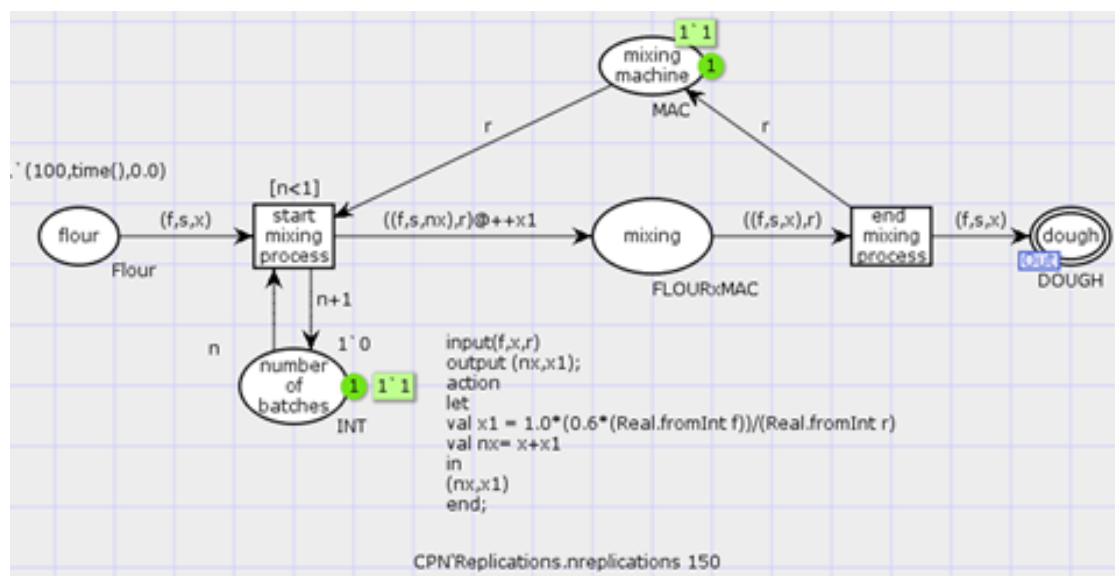 1`1
mixing
machine
1
MAC
r
r
`(100,time(),0.0)
[n<1]
flour
Flour
(f,s,x)
start
mixing
process
((f,s,nx),r)@++x1
mixing
FLOURxMAC
((f,s,x),r)
end
mixing
process
(f,s,x)
dough
Out
DOUGH
n
n+1
1`0
number
of
batches
1
1`1
INT
input(f,x,r)
output (nx,x1);
action
let
val x1 = 1.0*(0.6*(Real.fromInt f))/(Real.fromInt r)
val nx= x+x1
in
(nx,x1)
end;
CPN'Replications.nreplications 150